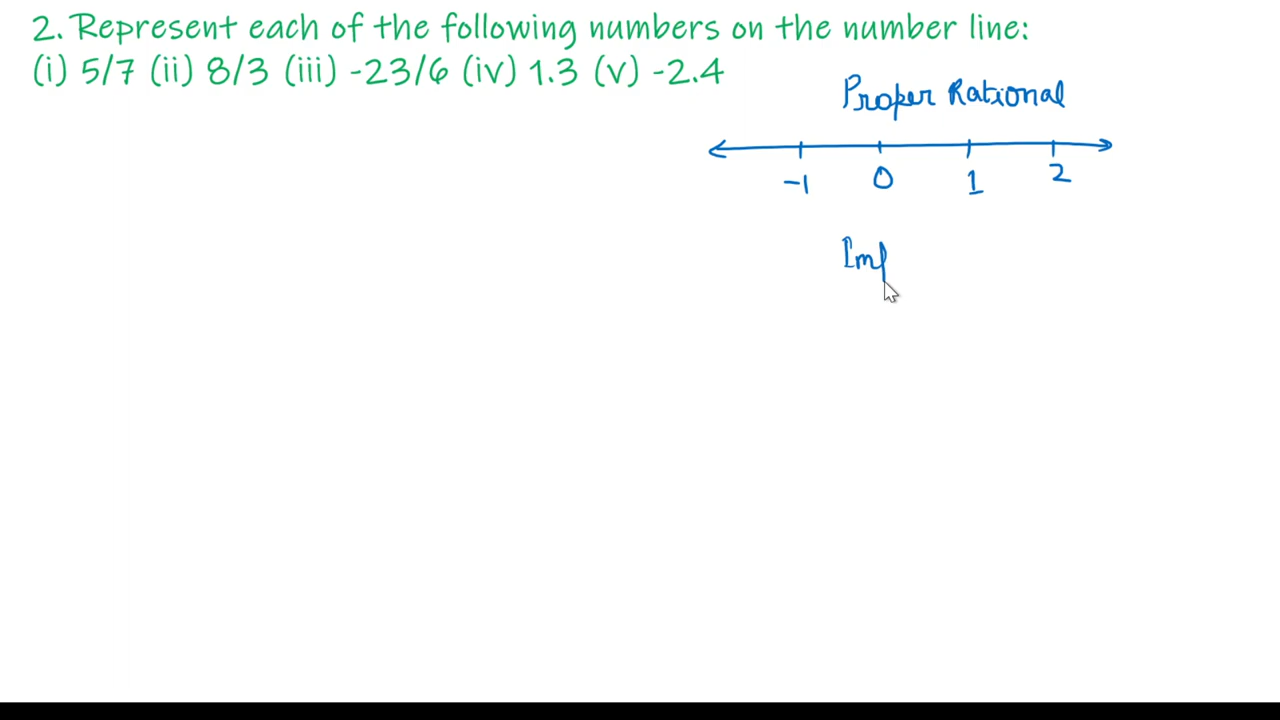 2. Represent each of the following numbers on the number line:
(i) 5/7 (ii) 8/3 (iii) -23/6 (iv) 1.3 (v) -2.4
Proper Rational
-1 0 1 2
Imp